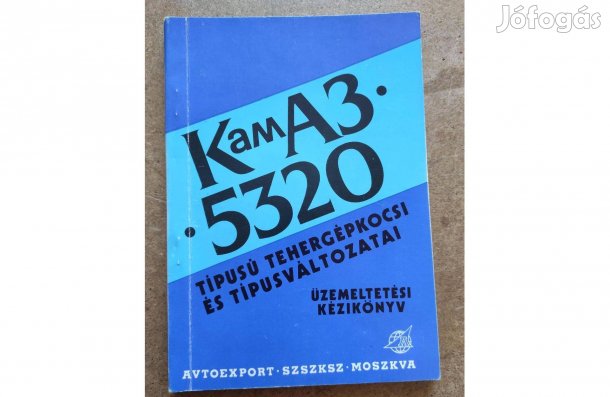 Jófogás
КамАЗ·
·5320
TÍPUSÚ TEHERGÉPKOCSI
ÉS TÍPUSVÁLTOZATAI
ÜZEMELTETÉSI
KÉZIKÖNYV
AVTOEXPORT·SZSZKSZ·MOSZKVA